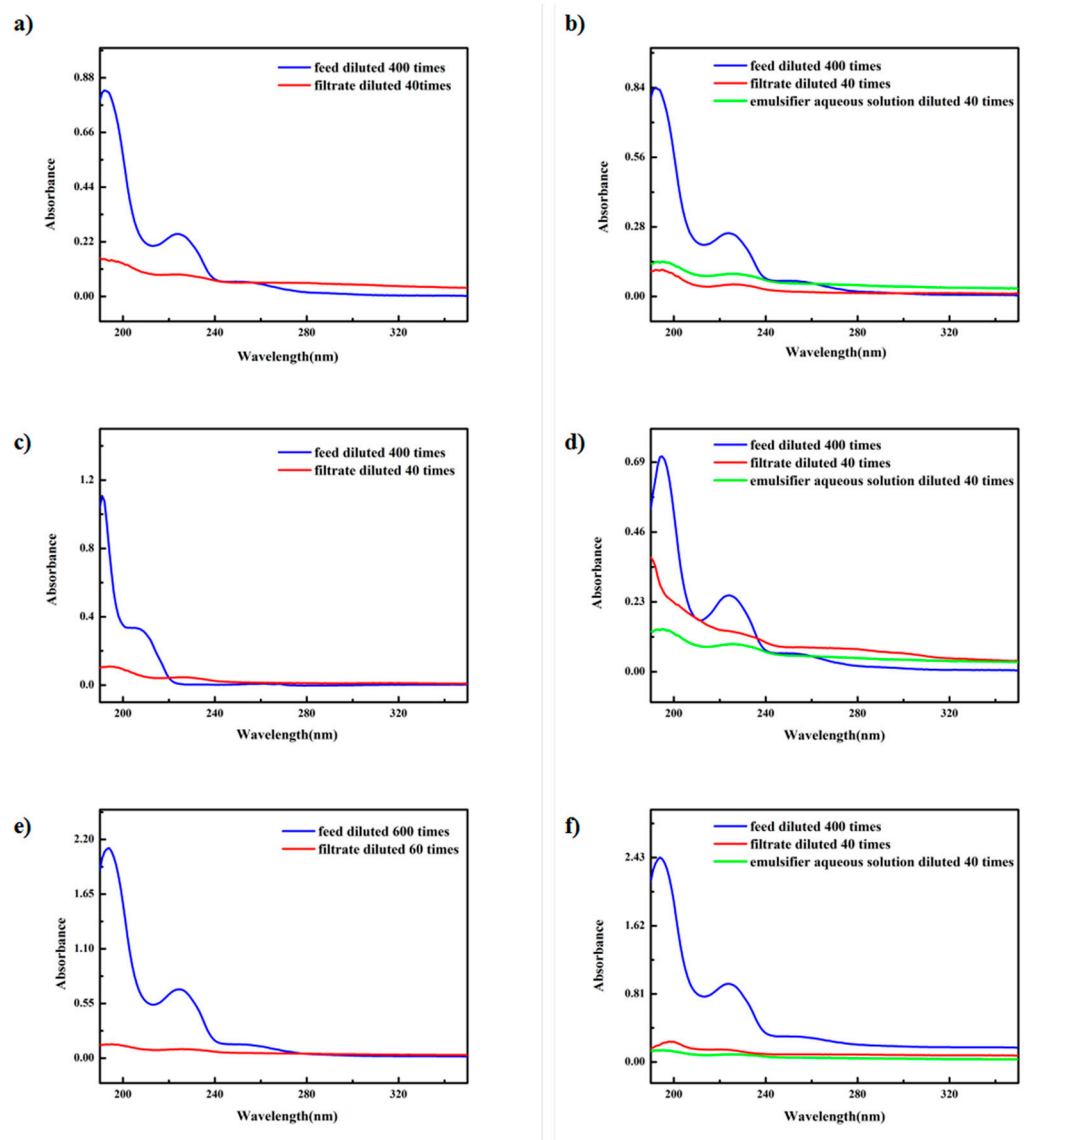 a)
feed diluted 400 times
filtrate diluted 40times
0.88
0.66
0.44
0.22
0.00
Absorbance
200 240 280 320
Wavelength(nm)
b)
feed diluted 400 times
filtrate diluted 40 times
emulsifier aqueous solution diluted 40 times
0.84
0.56
0.28
0.00
Absorbance
200 240 280 320
Wavelength(nm)
c)
feed diluted 400 times
filtrate diluted 40 times
1.2
0.8
0.4
0.0
Absorbance
200 240 280 320
Wavelength(nm)
d)
feed diluted 400 times
filtrate diluted 40 times
emulsifier aqueous solution diluted 40 times
0.69
0.46
0.23
0.00
Absorbance
200 240 280 320
Wavelength(nm)
e)
feed diluted 600 times
filtrate diluted 60 times
2.20
1.65
1.10
0.55
0.00
Absorbance
200 240 280 320
Wavelength(nm)
f)
feed diluted 400 times
filtrate diluted 40 times
emulsifier aqueous solution diluted 40 times
2.43
1.62
0.81
0.00
Absorbance
200 240 280 320
Wavelength(nm)